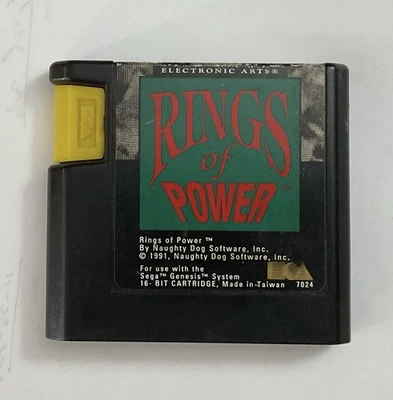 ELECTRONIC ARTS®
RINGS
of
POWER™
Rings of Power ™
By Naughty Dog Software, Inc.
© 1991, Naughty Dog Software, Inc.
For use with the
Sega™ Genesis™ System
16- BIT CARTRIDGE, Made in-Taiwan 7024